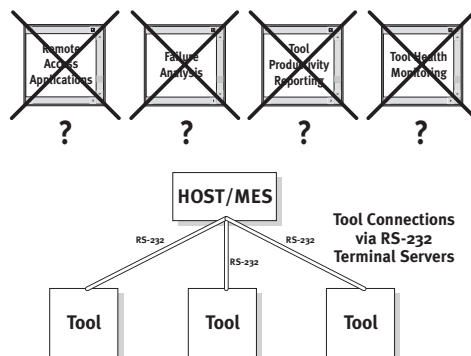 Remote
Access
Applications
Failure
Analysis
Tool
Productivity
Reporting
Tool Health
Monitoring
?
?
?
?
HOST/MES
RS-232
RS-232
RS-232
Tool Connections
via RS-232
Terminal Servers
Tool
Tool
Tool